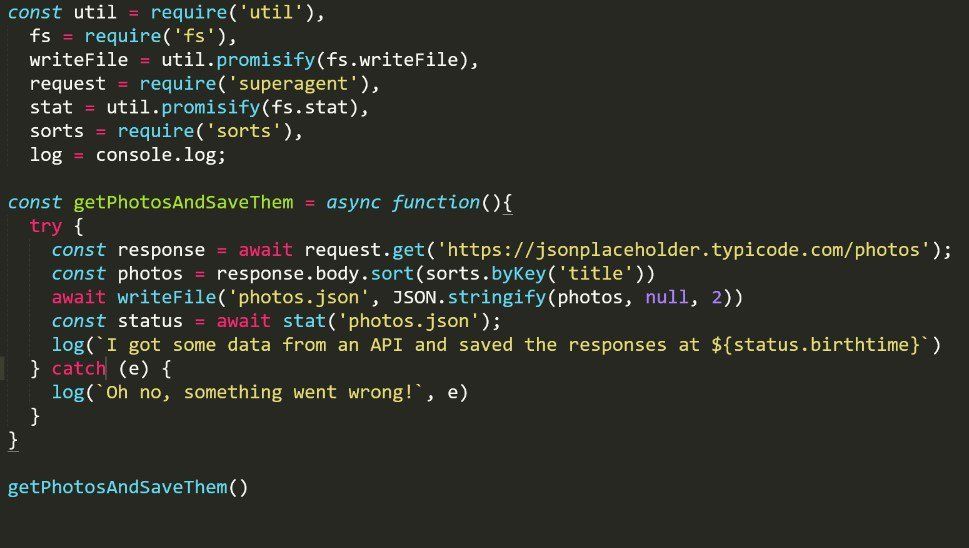 const util = require('util'),
  fs = require('fs'),
  writeFile = util.promisify(fs.writeFile),
  request = require('superagent'),
  stat = util.promisify(fs.stat),
  sorts = require('sorts'),
  log = console.log;

const getPhotosAndSaveThem = async function(){
  try {
    const response = await request.get('https://jsonplaceholder.typicode.com/photos');
    const photos = response.body.sort(sorts.byKey('title'))
    await writeFile('photos.json', JSON.stringify(photos, null, 2))
    const status = await stat('photos.json');
    log(`I got some data from an API and saved the responses at ${status.birthtime}`)
  } catch (e) {
    log(`Oh no, something went wrong!`, e)
  }
}

getPhotosAndSaveThem()